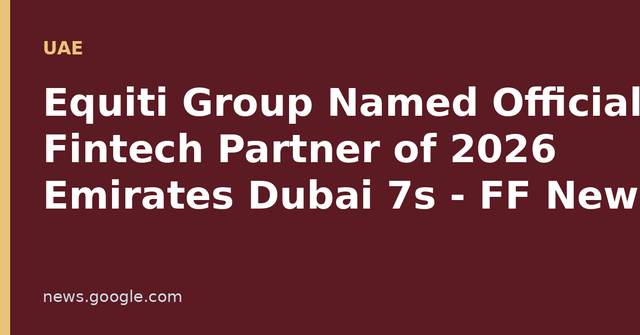 UAE
Equiti Group Named Official
Fintech Partner of 2026
Emirates Dubai 7s - FF New
news.google.com